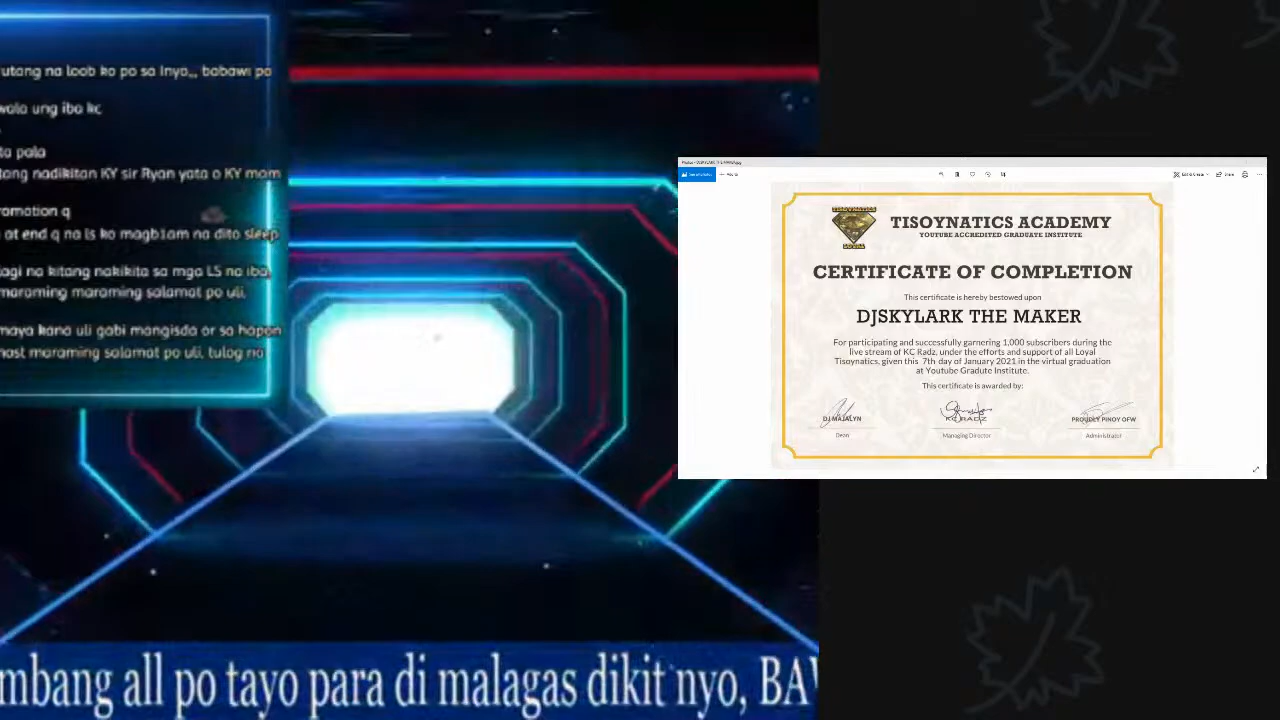 utang na loob ko po sa Inyo,,, babawi po
wala ung iba kc
ta pala
tang nadikitan KY sir Ryan yata o KY mam
romation q
at end q na ls ko magb1am na dito sleep
lagi na kitang nakikita sa mga LS na iba,
maraming maraming salamat po uli,
maya kana uli gabi mangisda or sa hapon
host maraming salamat po uli, tulog na
mbang all po tayo para di malagas dikit nyo, BA
TISOYNATICS ACADEMY
YOUTUBE ACCREDITED GRADUATE INSTITUTE
CERTIFICATE OF COMPLETION
This certificate is hereby bestowed upon
DJSKYLARK THE MAKER
For participating and successfully garnering 1,000 subscribers during the
live stream of KC Radz, under the efforts and support of all Loyal
Tisoynatics, given this 7th day of January 2021 in the virtual graduation
at Youtube Gradute Institute.
This certificate is awarded by:
DJ MAJALYN
KC RADZ
PROUDLY PINOY OFW
Dean
Managing Director
Administrator